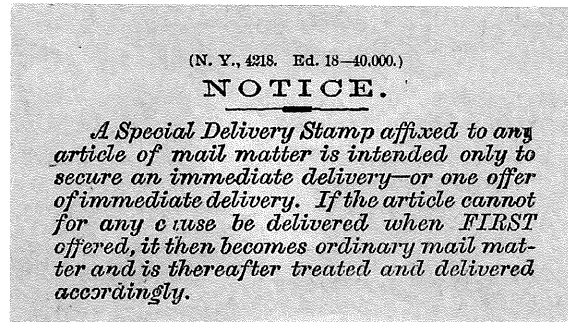 (N. Y., 4218. Ed. 18—40,000.)
NOTICE.
A Special Delivery Stamp affixed to any
article of mail matter is intended only to
secure an immediate delivery—or one offer
of immediate delivery. If the article cannot
for any cause be delivered when FIRST
offered, it then becomes ordinary mail mat-
ter and is thereafter treated and delivered
accordingly.